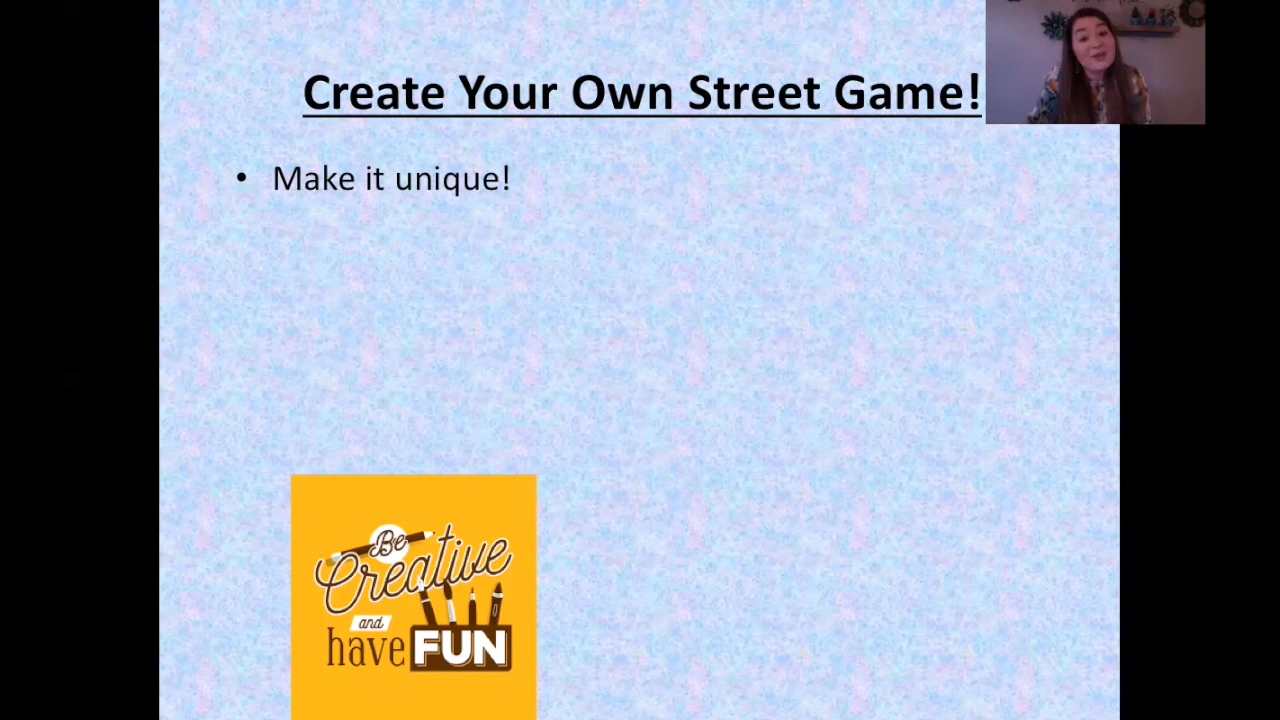 Create Your Own Street Game!
• Make it unique!
Be
Creative
and
have FUN